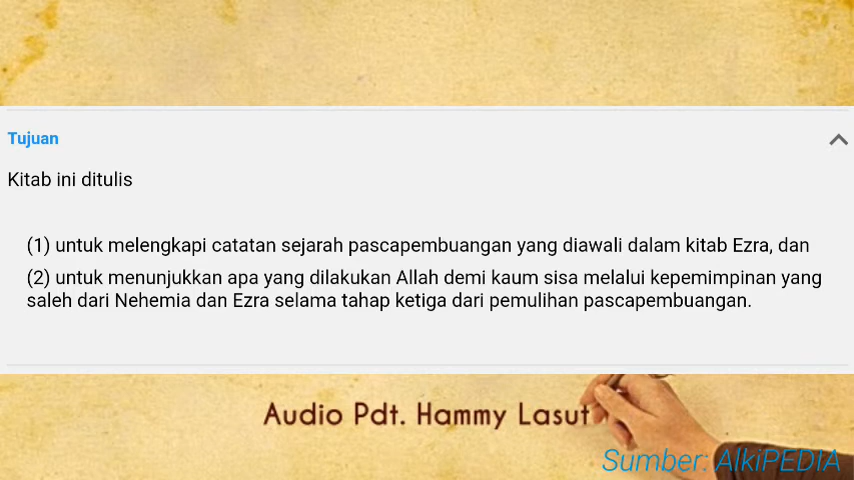 Tujuan
Kitab ini ditulis
(1) untuk melengkapi catatan sejarah pascapembuangan yang diawali dalam kitab Ezra, dan
(2) untuk menunjukkan apa yang dilakukan Allah demi kaum sisa melalui kepemimpinan yang
saleh dari Nehemia dan Ezra selama tahap ketiga dari pemulihan pascapembuangan.
Audio Pdt. Hammy Lasut
Sumber: AlkiPEDIA